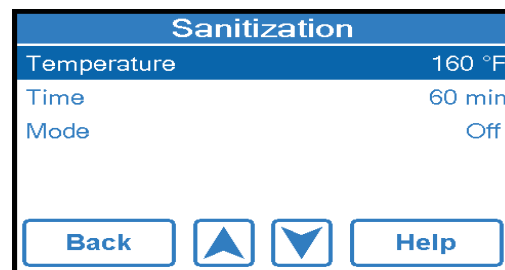 Sanitization
Temperature 160 °F
Time 60 min
Mode Off
Back Help